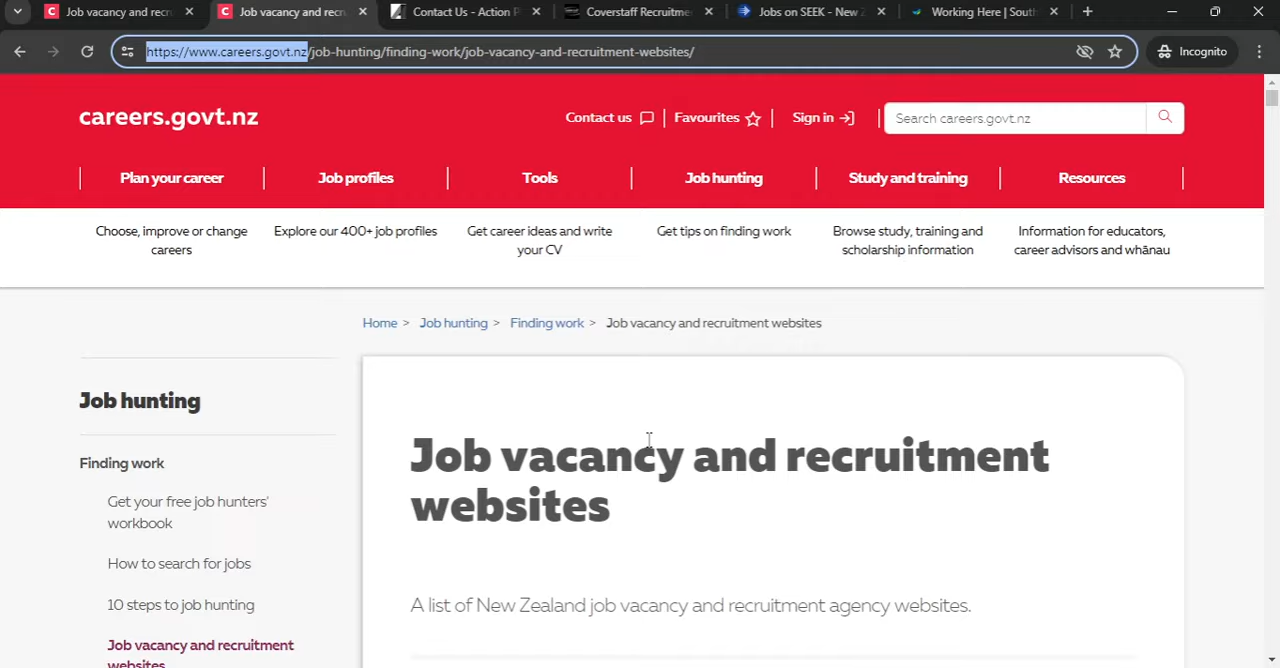 Job vacancy and recr
Job vacancy and recr
Contact Us - Action R
Coverstaff Recruitme
Jobs on SEEK - New Z
Working Here | South
https://www.careers.govt.nz/job-hunting/finding-work/job-vacancy-and-recruitment-websites/
Incognito
careers.govt.nz
Contact us
Favourites
Sign in
Search careers.govt.nz
Plan your career
Job profiles
Tools
Job hunting
Study and training
Resources
Choose, improve or change
careers
Explore our 400+ job profiles
Get career ideas and write
your CV
Get tips on finding work
Browse study, training and
scholarship information
Information for educators,
career advisors and whānau
Home > Job hunting > Finding work > Job vacancy and recruitment websites
Job hunting
Finding work
Get your free job hunters'
workbook
How to search for jobs
10 steps to job hunting
Job vacancy and recruitment
websites
Job vacancy and recruitment
websites
A list of New Zealand job vacancy and recruitment agency websites.